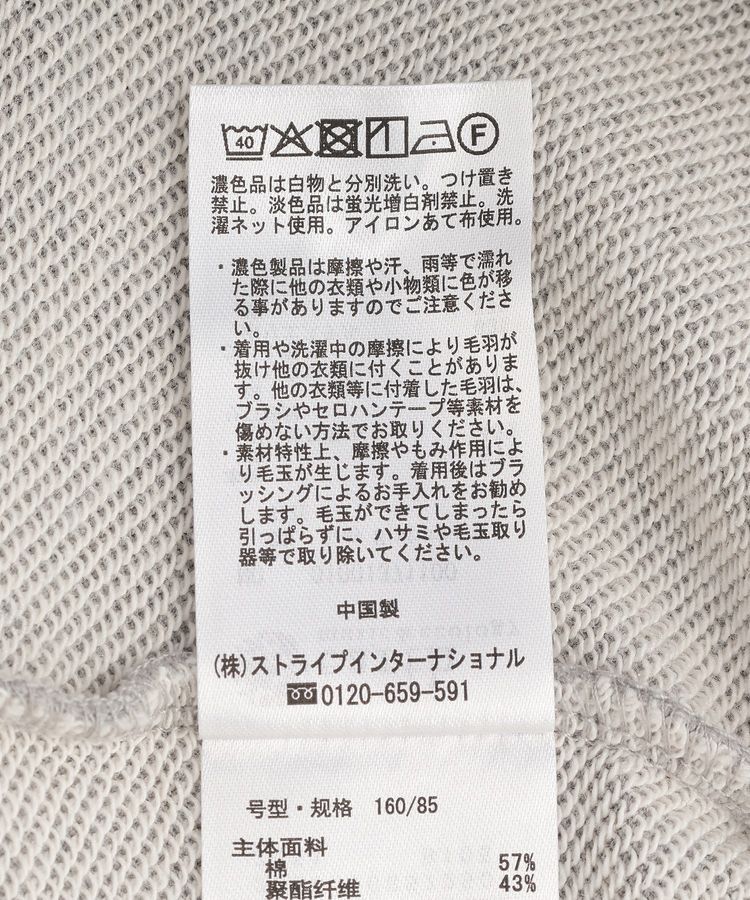 40 F
濃色品は白物と分別洗い。つけ置き
禁止。淡色品は蛍光増白剤禁止。洗
濯ネット使用。アイロンあて布使用。
・濃色製品は摩擦や汗、雨等で濡れ
た際に他の衣類や小物類に色が移
る事がありますのでご注意くださ
い。
・着用や洗濯中の摩擦により毛羽が
抜け他の衣類に付くことがありま
す。他の衣類等に付着した毛羽は、
ブラシやセロハンテープ等素材を
傷めない方法でお取りください。
・素材特性上、摩擦やもみ作用によ
り毛玉が生じます。着用後はブラ
ッシングによるお手入れをお勧め
します。毛玉ができてしまったら
引っぱらずに、ハサミや毛玉取り
器等で取り除いてください。
中国製
(株)ストライプインターナショナル
0120-659-591
号型・规格 160/85
主体面料
棉 57%
聚酯纤维 43%